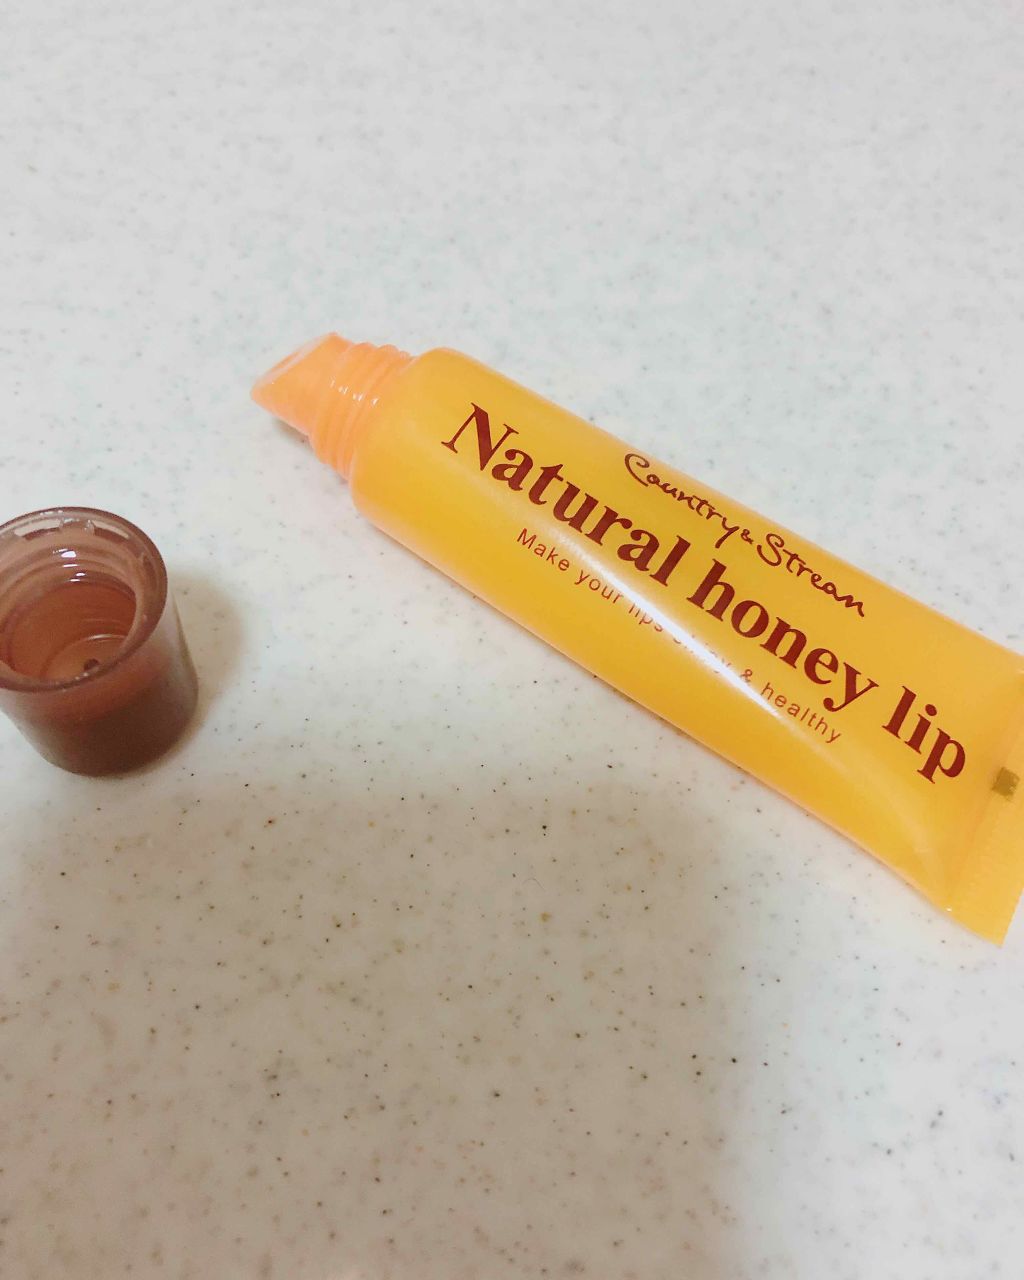 Country & Stream
Natural honey lip
Make your lips & healthy